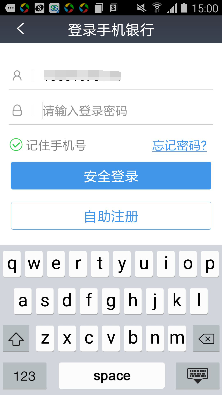 15:00
登录手机银行
请输入登录密码
记住手机号 忘记密码?
安全登录
自助注册
q w e r t y u i o p
a s d f g h j k l
z x c v b n m
123 space